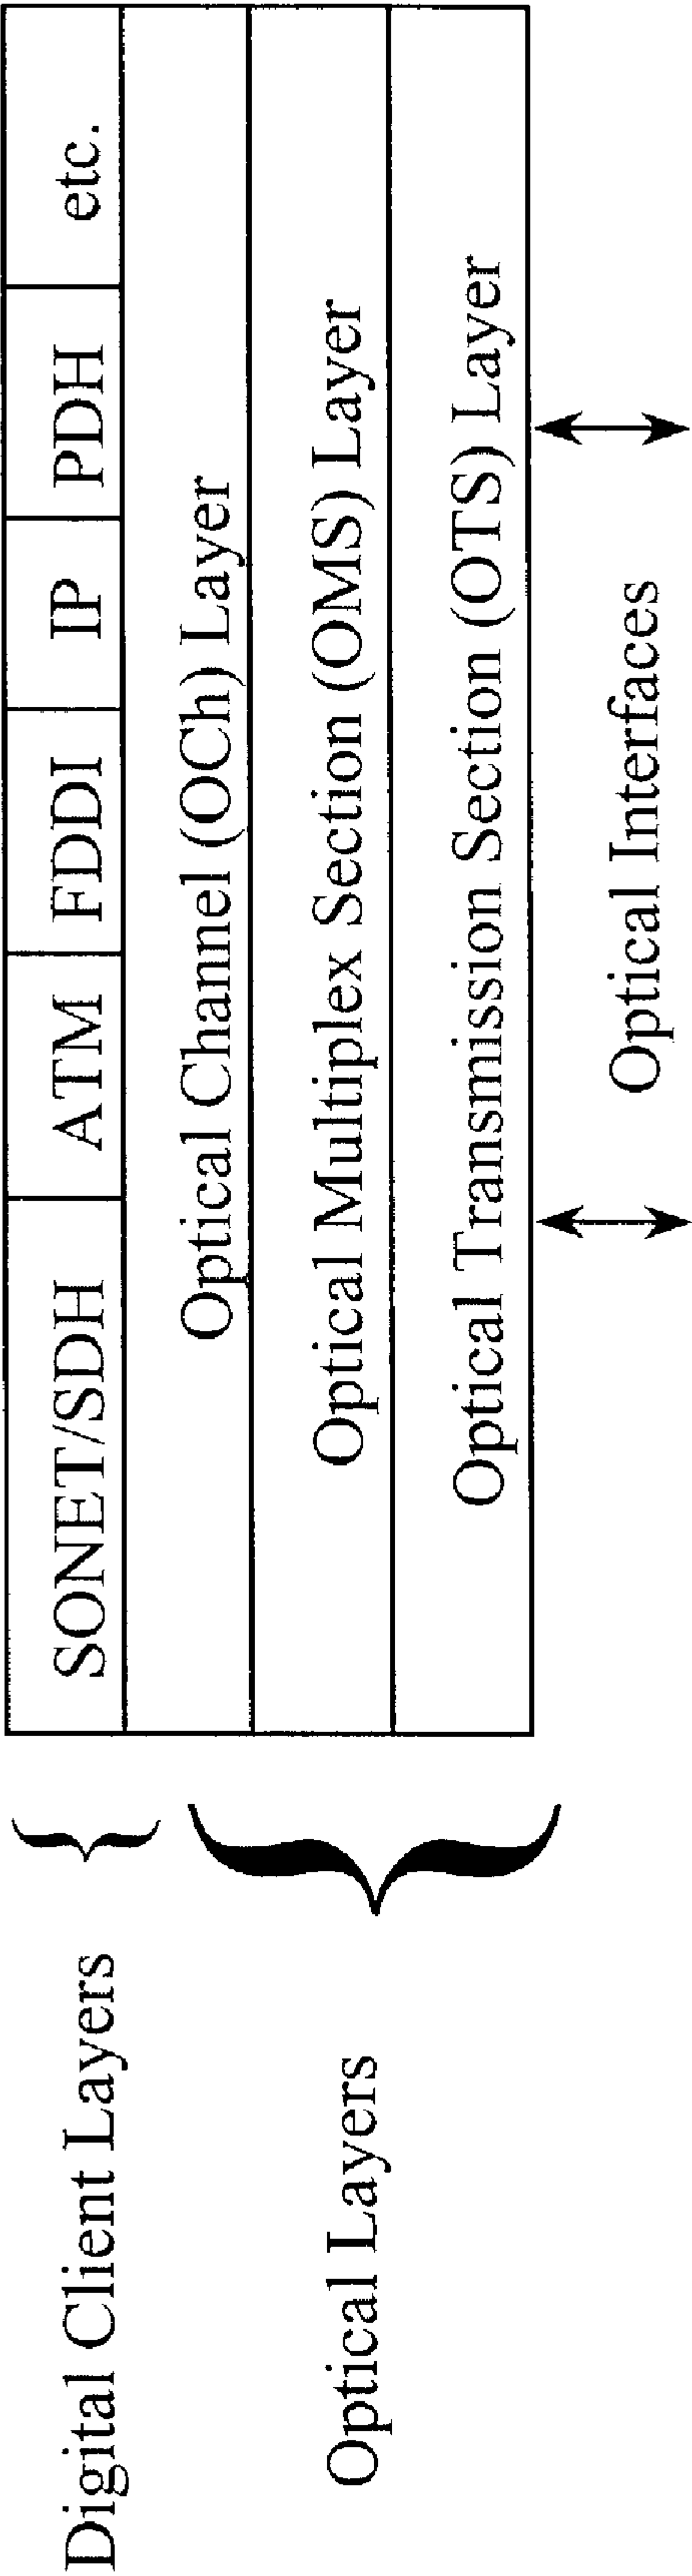 Digital Client Layers
SONET/SDH ATM FDDI IP PDH etc.
Optical Layers
Optical Channel (OCh) Layer
Optical Multiplex Section (OMS) Layer
Optical Transmission Section (OTS) Layer
Optical Interfaces